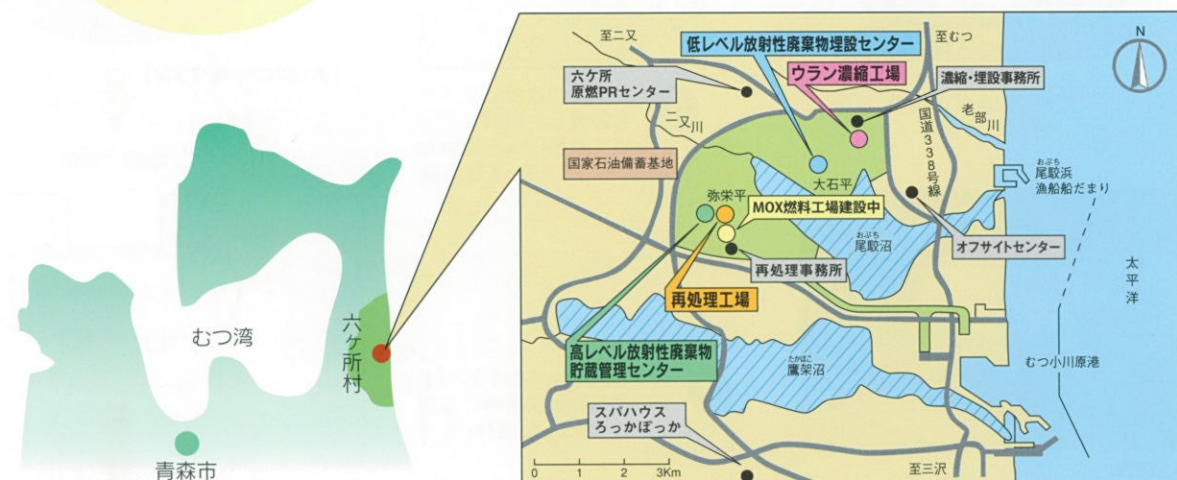 むつ湾
六ヶ所村
青森市
至二又
低レベル放射性廃棄物埋設センター
至むつ
N
六ケ所
原燃PRセンター
ウラン濃縮工場
濃縮・埋設事務所
二又川
老部川
国道338号線
国家石油備蓄基地
大石平
おぶち
尾駮浜
漁船船だまり
弥栄平
MOX燃料工場建設中
おぶち
尾駮沼
オフサイトセンター
再処理事務所
太平洋
再処理工場
高レベル放射性廃棄物
貯蔵管理センター
たかほこ
鷹架沼
むつ小川原港
スパハウス
ろっかぽっか
至三沢
0 1 2 3Km